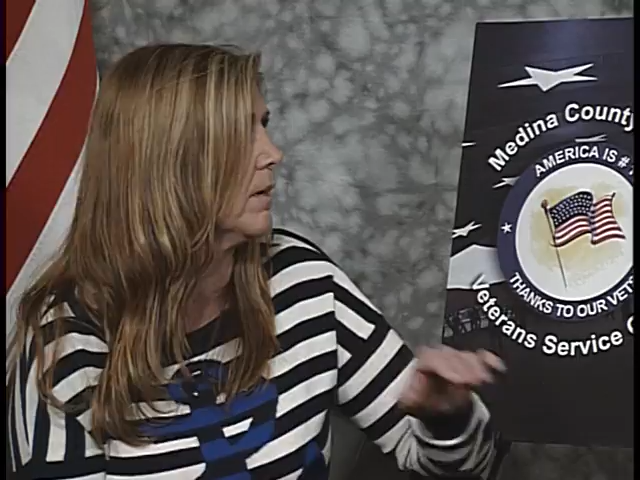 Medina County
AMERICA IS #
THANKS TO OUR VET
Veterans Service